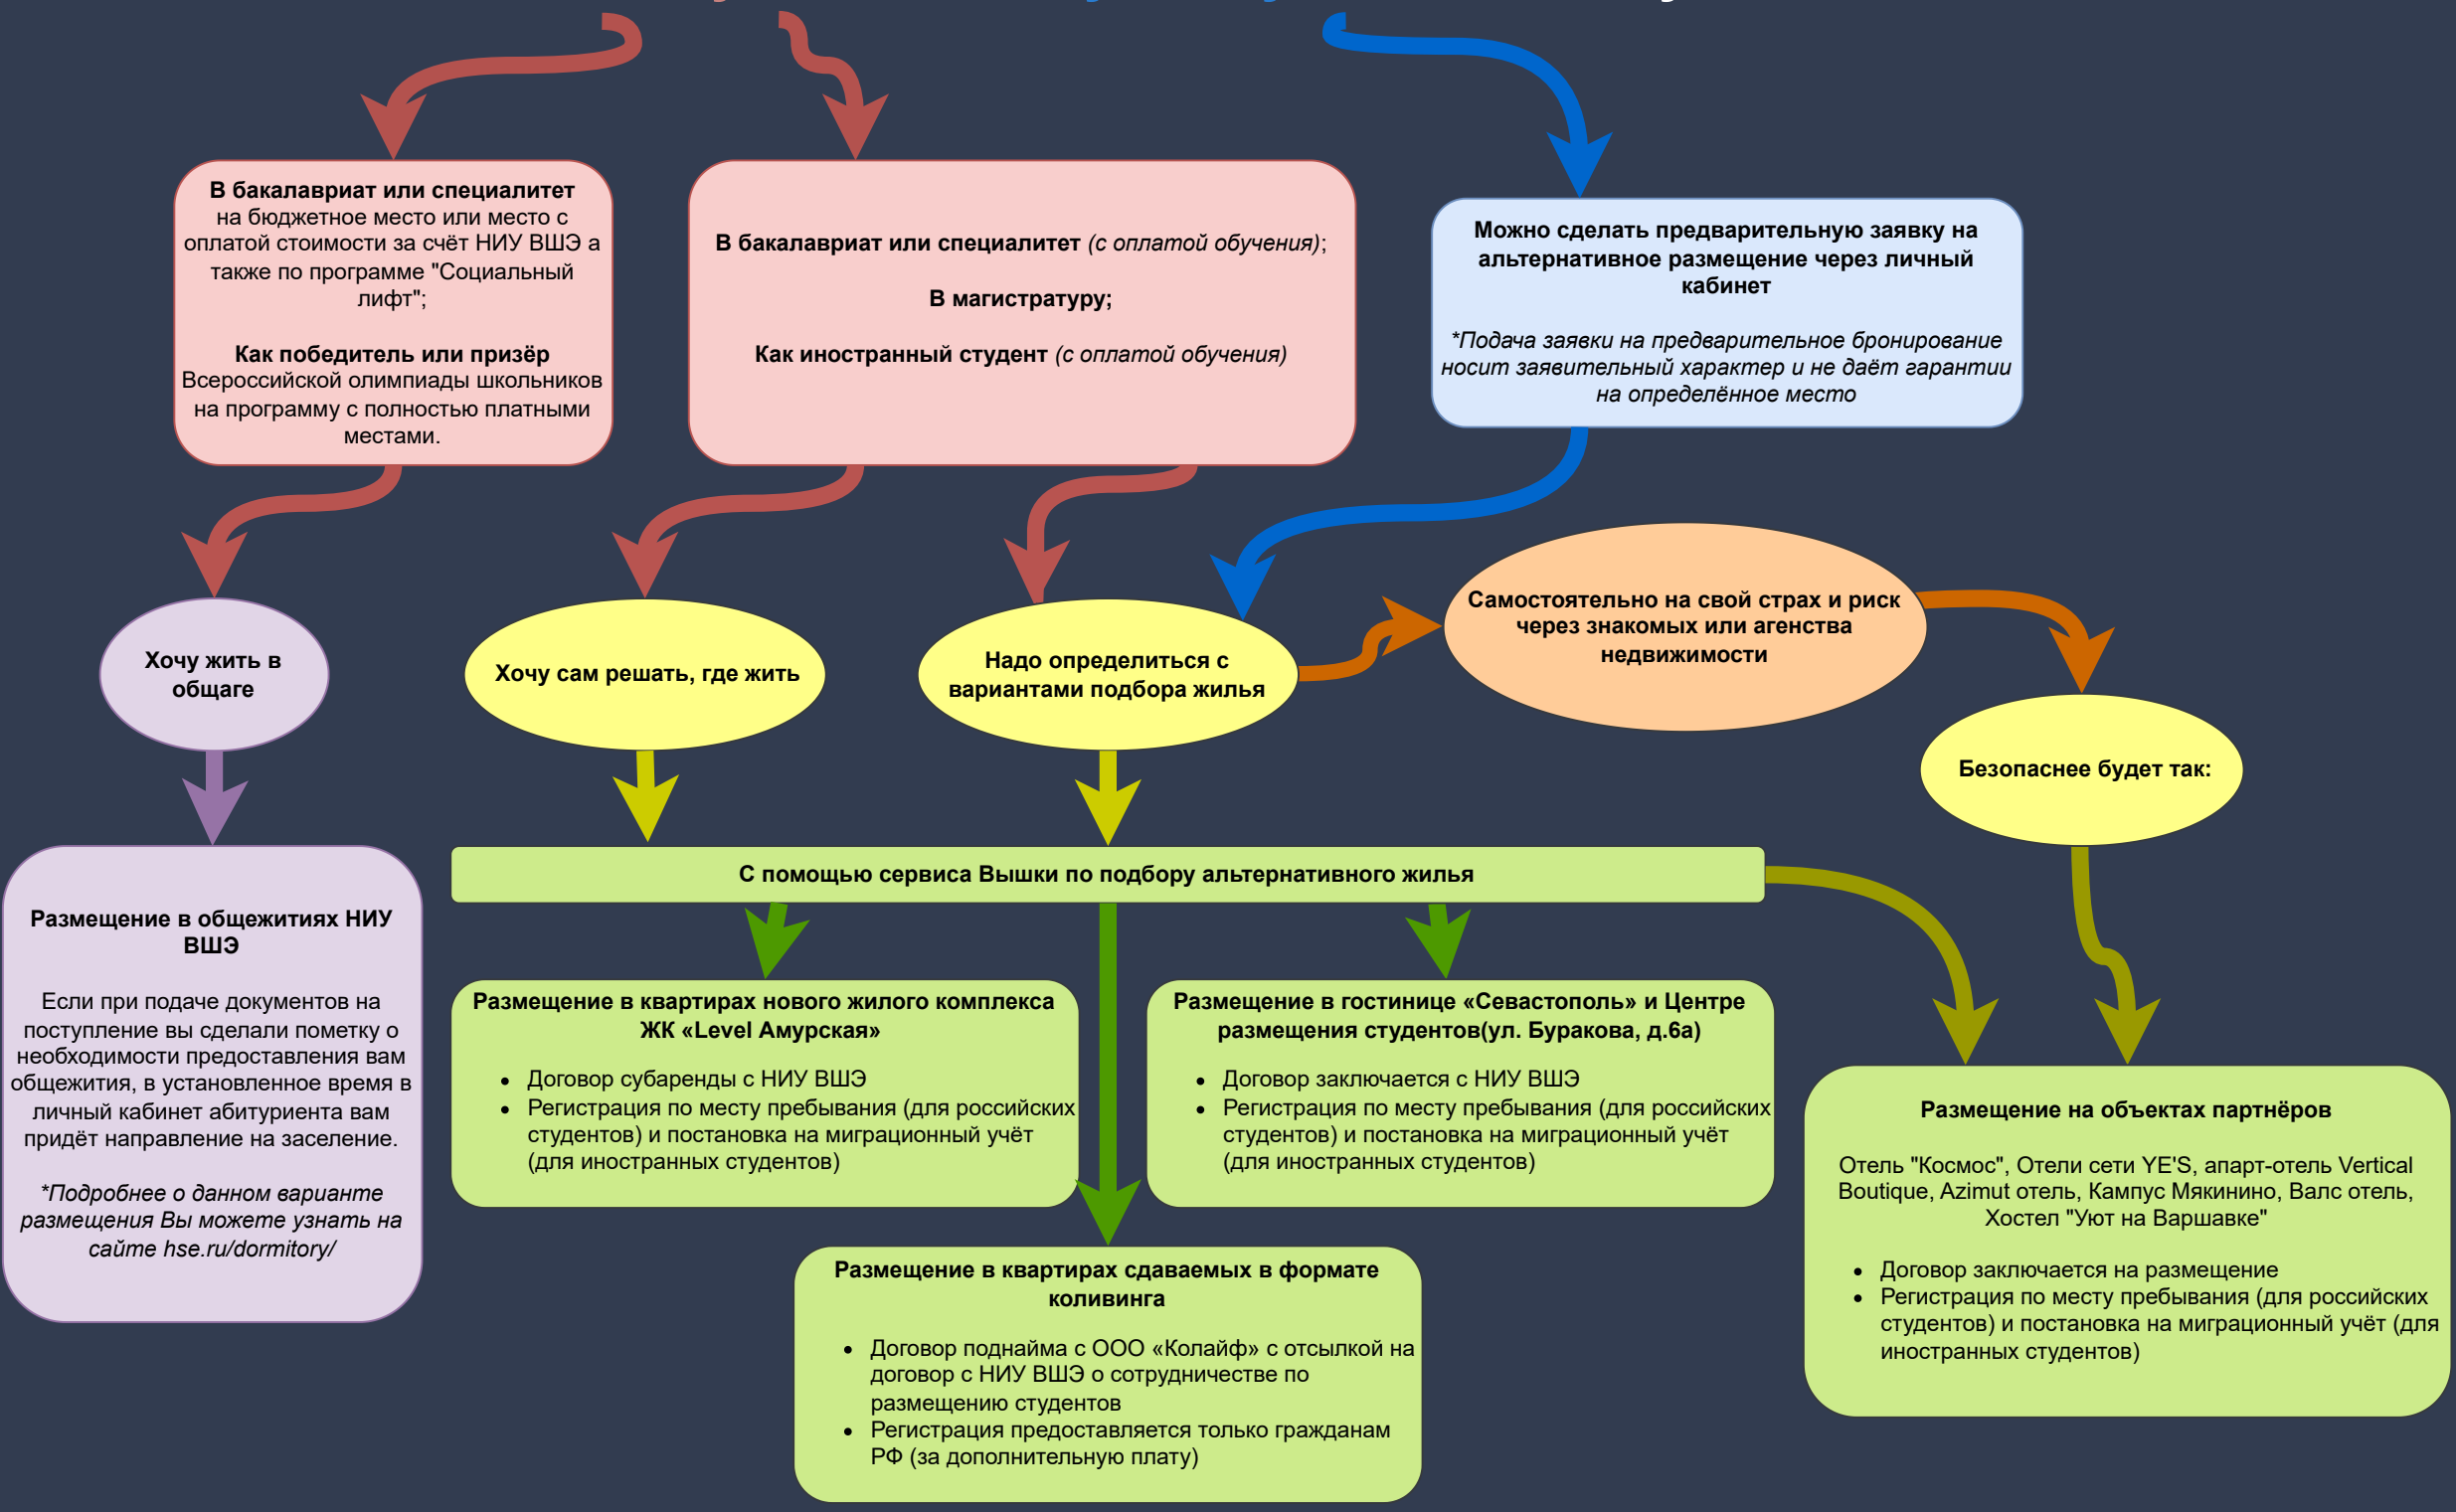 В бакалавриат или специалитет
на бюджетное место или место с
оплатой стоимости за счёт НИУ ВШЭ а
также по программе "Социальный
лифт";
Как победитель или призёр
Всероссийской олимпиады школьников
на программу с полностью платными
местами.
В бакалавриат или специалитет (с оплатой обучения);
В магистратуру;
Как иностранный студент (с оплатой обучения)
Можно сделать предварительную заявку на
альтернативное размещение через личный
кабинет
*Подача заявки на предварительное бронирование
носит заявительный характер и не даёт гарантии
на определённое место
Хочу жить в
общаге
Хочу сам решать, где жить
Надо определиться с
вариантами подбора жилья
Самостоятельно на свой страх и риск
через знакомых или агенства
недвижимости
Безопаснее будет так:
С помощью сервиса Вышки по подбору альтернативного жилья
Размещение в общежитиях НИУ
ВШЭ
Если при подаче документов на
поступление вы сделали пометку о
необходимости предоставления вам
общежития, в установленное время в
личный кабинет абитуриента вам
придёт направление на заселение.
*Подробнее о данном варианте
размещения Вы можете узнать на
сайте hse.ru/dormitory/
Размещение в квартирах нового жилого комплекса
ЖК «Level Амурская»
• Договор субаренды с НИУ ВШЭ
• Регистрация по месту пребывания (для российских
студентов) и постановка на миграционный учёт
(для иностранных студентов)
Размещение в гостинице «Севастополь» и Центре
размещения студентов(ул. Буракова, д.6а)
• Договор заключается с НИУ ВШЭ
• Регистрация по месту пребывания (для российских
студентов) и постановка на миграционный учёт
(для иностранных студентов)
Размещение на объектах партнёров
Отель "Космос", Отели сети YE'S, апарт-отель Vertical
Boutique, Azimut отель, Кампус Мякинино, Валс отель,
Хостел "Уют на Варшавке"
• Договор заключается на размещение
• Регистрация по месту пребывания (для российских
студентов) и постановка на миграционный учёт (для
иностранных студентов)
Размещение в квартирах сдаваемых в формате
коливинга
• Договор поднайма с ООО «Колайф» с отсылкой на
договор с НИУ ВШЭ о сотрудничестве по
размещению студентов
• Регистрация предоставляется только гражданам
РФ (за дополнительную плату)